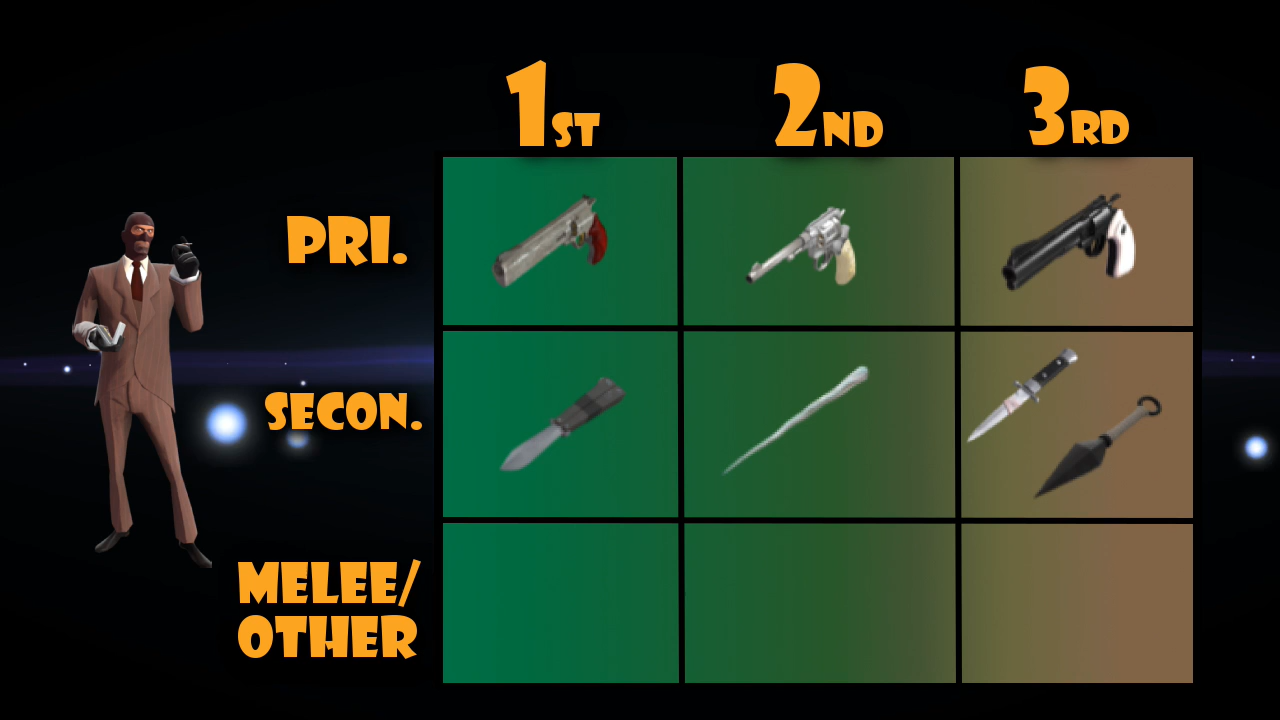 1ST 2ND 3RD
PRI.
SECON.
MELEE/
OTHER